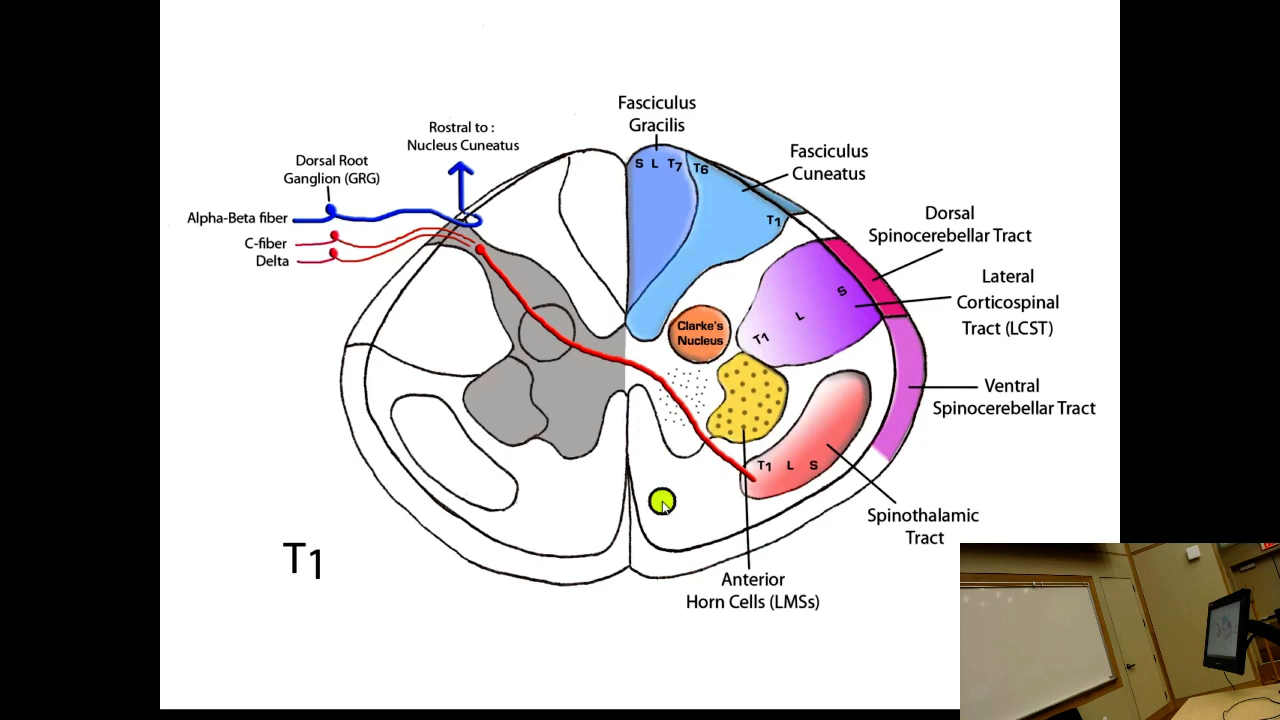 Fasciculus
Gracilis
Rostral to :
Nucleus Cuneatus
Dorsal Root
Ganglion (GRG)
Alpha-Beta fiber
C-fiber
Delta
S L T7 T6
T1
Fasciculus
Cuneatus
Dorsal
Spinocerebellar Tract
Lateral
Corticospinal
Tract (LCST)
S
L
T1
Clarke's
Nucleus
Ventral
Spinocerebellar Tract
T1 L S
Spinothalamic
Tract
Anterior
Horn Cells (LMSs)
T1